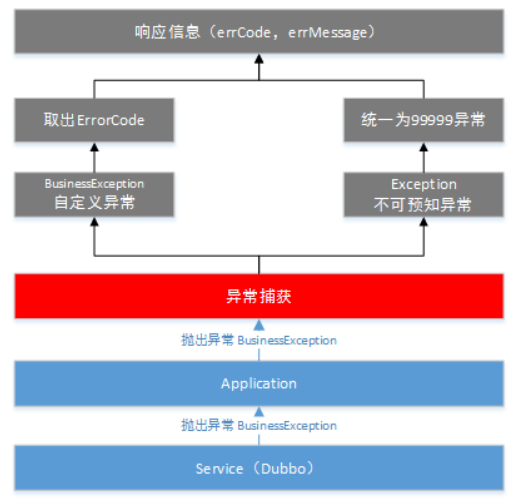 响应信息（errCode，errMessage）
取出ErrorCode
统一为99999异常
BusinessException
自定义异常
Exception
不可预知异常
异常捕获
抛出异常 BusinessException
Application
抛出异常 BusinessException
Service（Dubbo）